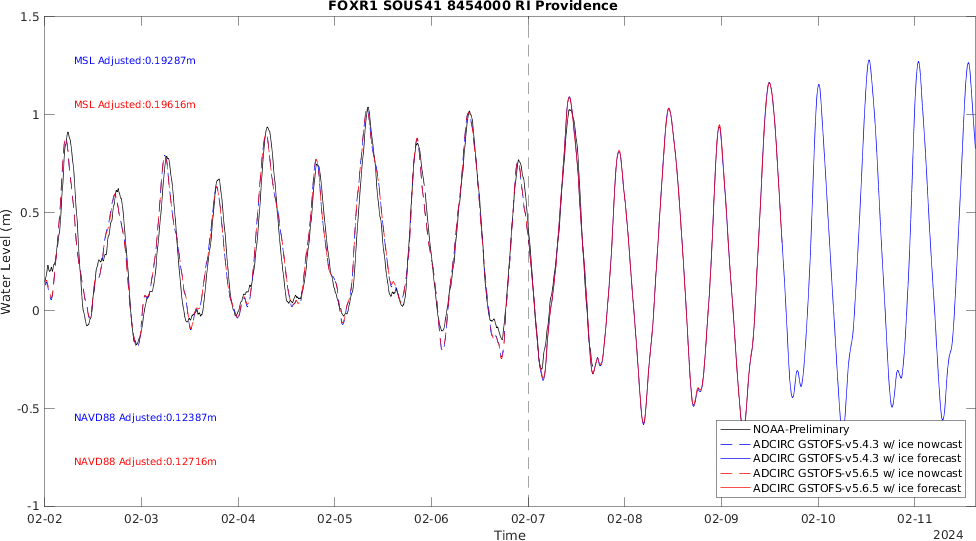 FOXR1 SOUS41 8454000 RI Providence
1.5
1
0.5
0
-0.5
-1
Water Level (m)
MSL Adjusted:0.19287m
MSL Adjusted:0.19616m
NAVD88 Adjusted:0.12387m
NAVD88 Adjusted:0.12716m
NOAA-Preliminary
ADCIRC GSTOFS-v5.4.3 w/ ice nowcast
ADCIRC GSTOFS-v5.4.3 w/ ice forecast
ADCIRC GSTOFS-v5.6.5 w/ ice nowcast
ADCIRC GSTOFS-v5.6.5 w/ ice forecast
02-02 02-03 02-04 02-05 02-06 02-07 02-08 02-09 02-10 02-11
Time
2024